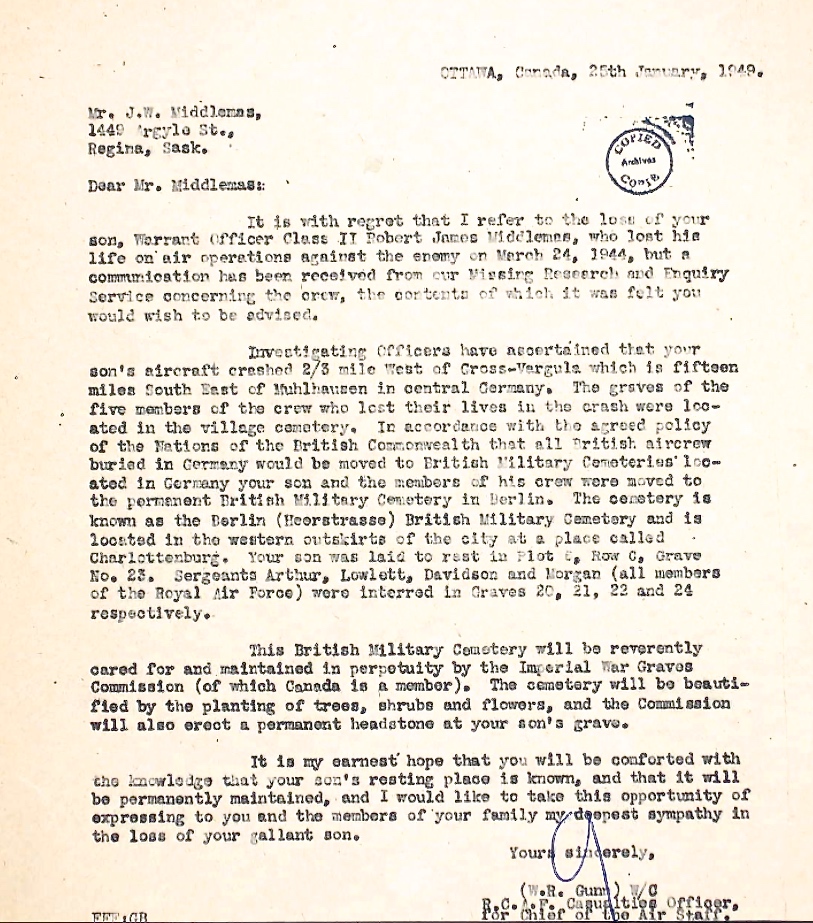 OTTAWA, Canada, 25th January, 1949.
Mr. J.W. Middlemas,
1449 Argyle St.,
Regina, Sask.
COPIED
Archives
COPIE
Dear Mr. Middlemas:
It is with regret that I refer to the loss of your
son, Warrant Officer Class II Robert James Middlemas, who lost his
life on air operations against the enemy on March 24, 1944, but a
communication has been received from our Missing Research and Enquiry
Service concerning the crew, the contents of which it was felt you
would wish to be advised.
Investigating Officers have ascertained that your
son's aircraft crashed 2/3 mile West of Cross-Vargula which is fifteen
miles South East of Muhlhausen in central Germany. The graves of the
five members of the crew who lost their lives in the crash were loc-
ated in the village cemetery. In accordance with the agreed policy
of the Nations of the British Commonwealth that all British aircrew
buried in Germany would be moved to British Military Cemeteries loc-
ated in Germany your son and the members of his crew were moved to
the permanent British Military Cemetery in Berlin. The cemetery is
known as the Berlin (Heerstrasse) British Military Cemetery and is
located in the western outskirts of the city at a place called
Charlottenburg. Your son was laid to rest in Plot Row C, Grave
No. 23. Sergeants Arthur, Lowlett, Davidson and Morgan (all members
of the Royal Air Force) were interred in Graves 20, 21, 22 and 24
respectively.
This British Military Cemetery will be reverently
cared for and maintained in perpetuity by the Imperial War Graves
Commission (of which Canada is a member). The cemetery will be beauti-
fied by the planting of trees, shrubs and flowers, and the Commission
will also erect a permanent headstone at your son's grave.
It is my earnest hope that you will be comforted with
the knowledge that your son's resting place is known, and that it will
be permanently maintained, and I would like to take this opportunity of
expressing to you and the members of your family my deepest sympathy in
the loss of your gallant son.
Yours sincerely,
(W.R. Gunn) W/C
R.C.A.F. Casualties Officer,
for Chief of the Air Staff.